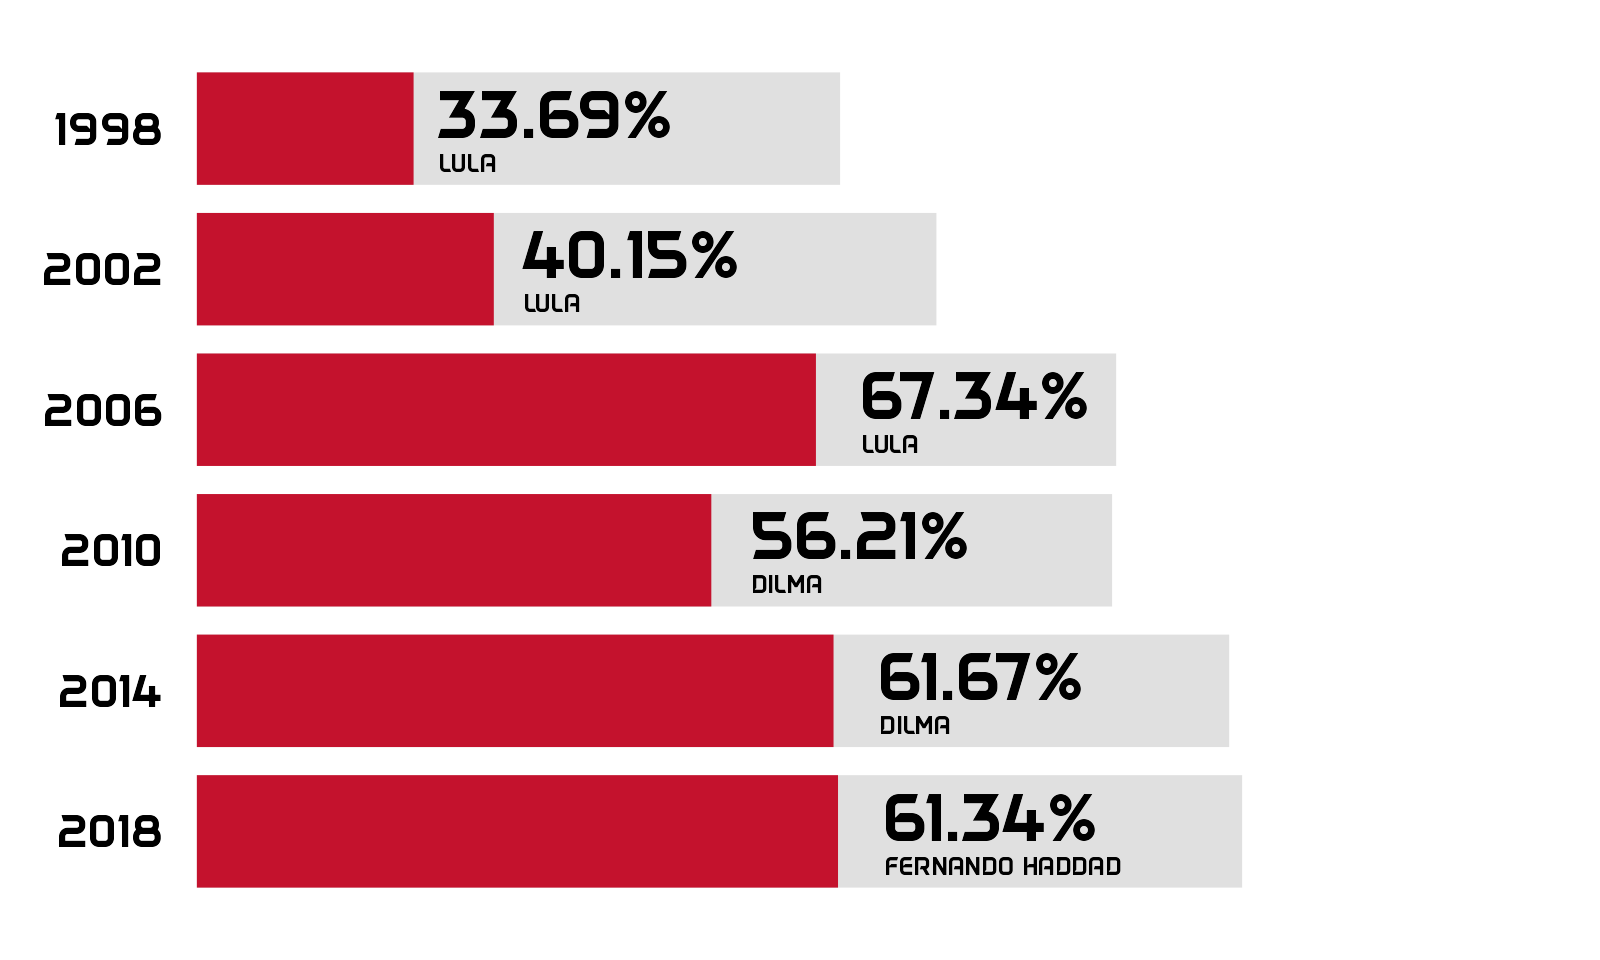 1998
33.69%
LULA
2002
40.15%
LULA
2006
67.34%
LULA
2010
56.21%
DILMA
2014
61.67%
DILMA
2018
61.34%
FERNANDO HADDAD